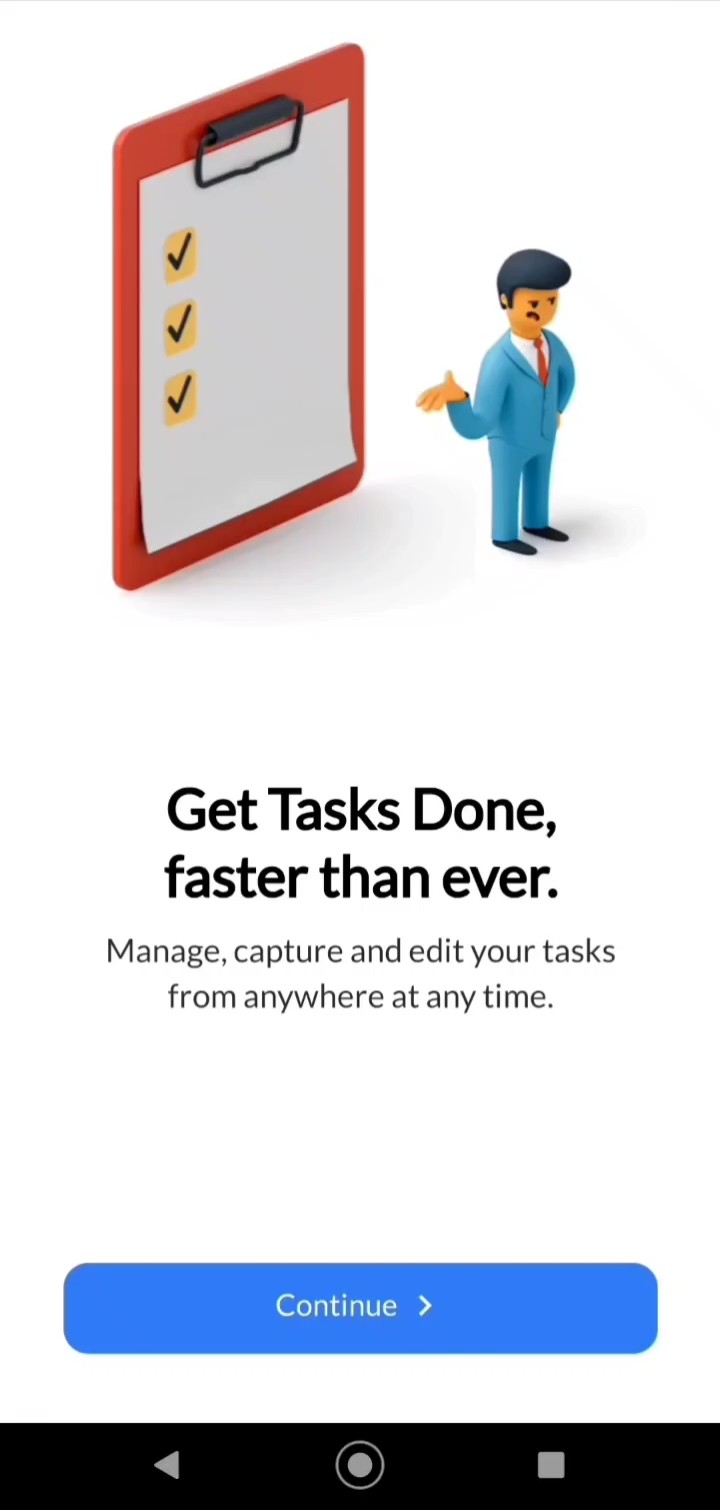 Get Tasks Done,
faster than ever.
Manage, capture and edit your tasks
from anywhere at any time.
Continue